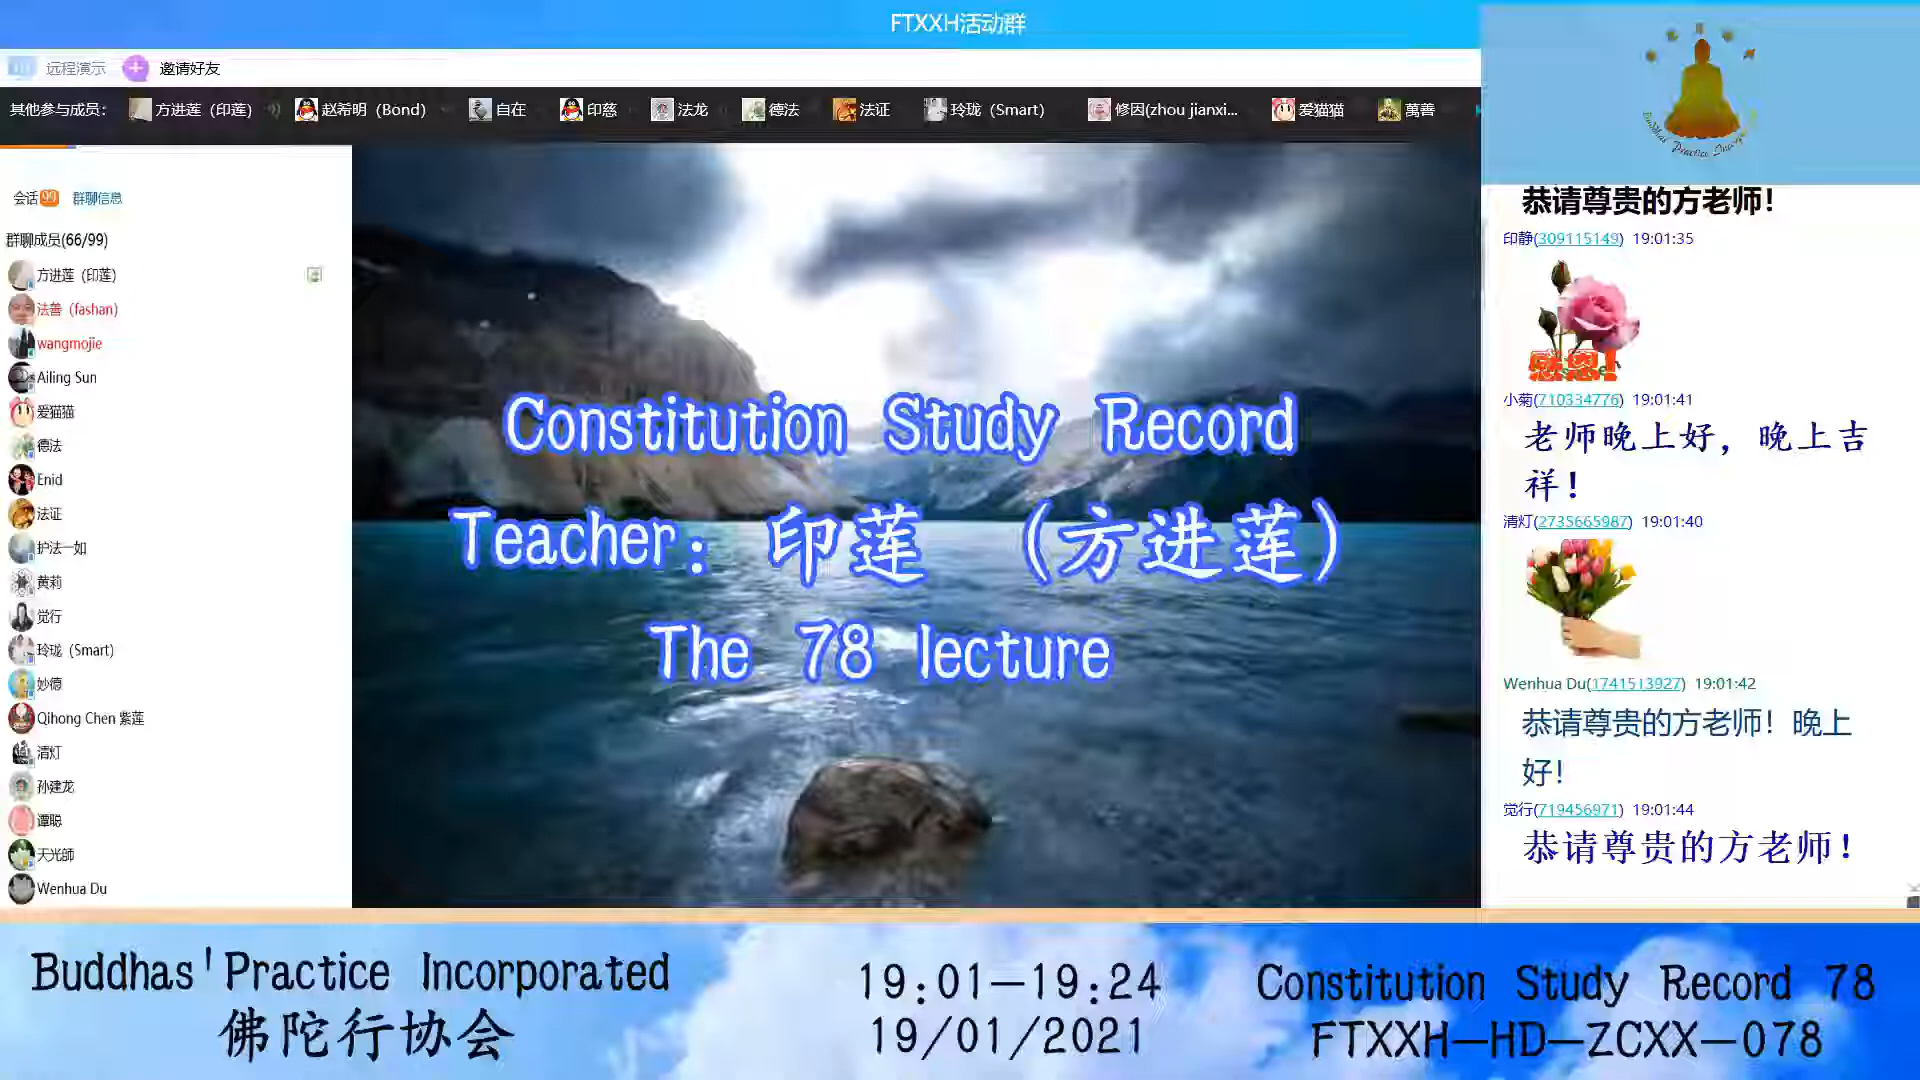 FTXXH活动群
远程演示 邀请好友
其他参与成员: 方进莲（印莲） 赵希明（Bond） 自在 印慈 法龙 德法 法证 玲珑（Smart） 修因(zhou jianxi... 爱猫猫 萬善
会话 99 群聊信息
群聊成员(66/99)
方进莲（印莲）
法善（fashan）
wangmojie
Ailing Sun
爱猫猫
德法
Enid
法证
护法一如
黄莉
觉行
玲珑（Smart）
妙德
Qihong Chen 紫莲
清灯
孙建龙
谭聪
天光師
Wenhua Du
Constitution Study Record
Teacher: 印莲 （方进莲）
The 78 lecture
恭请尊贵的方老师！
印静(309115149) 19:01:35
小菊(710334776) 19:01:41
老师晚上好，晚上吉
祥！
清灯(2735665987) 19:01:40
Wenhua Du(1741513927) 19:01:42
恭请尊贵的方老师！晚上
好！
觉行(719456971) 19:01:44
恭请尊贵的方老师！
Buddhas'Practice Incorporated
佛陀行协会
19:01—19:24
19/01/2021
Constitution Study Record 78
FTXXH—HD—ZCXX—078